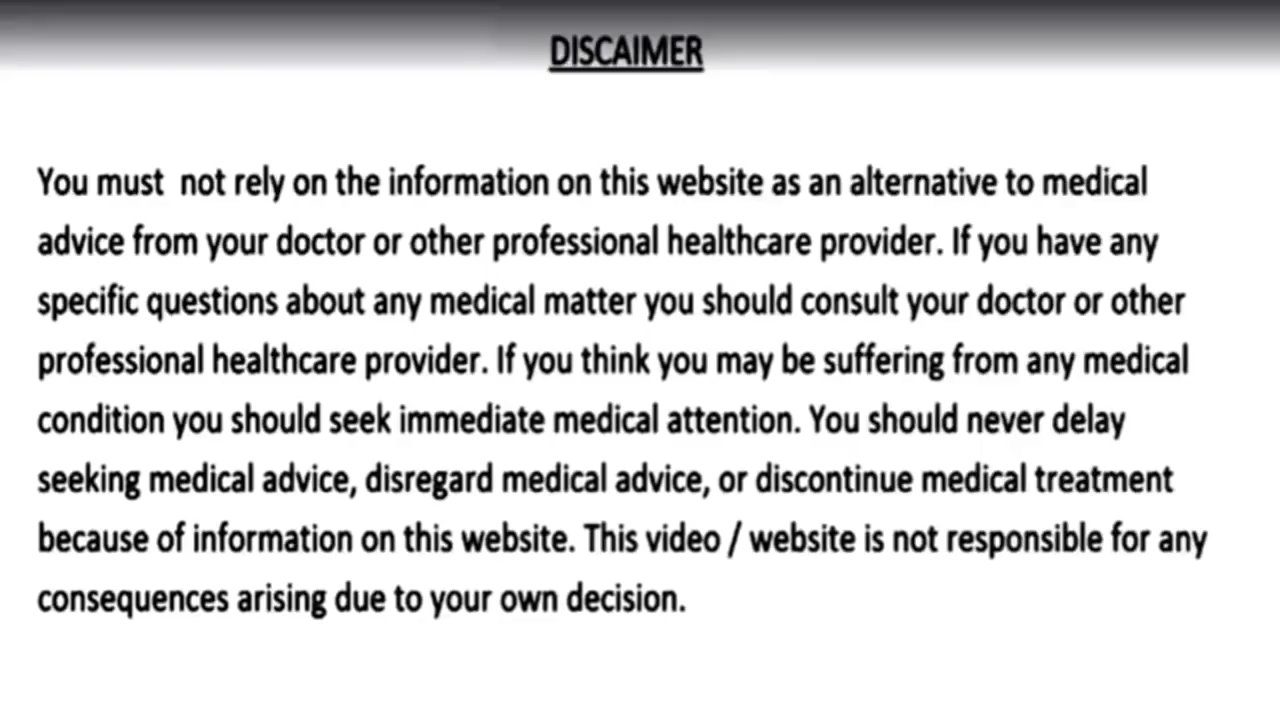 DISCAIMER
You must  not rely on the information on this website as an alternative to medical
advice from your doctor or other professional healthcare provider. If you have any
specific questions about any medical matter you should consult your doctor or other
professional healthcare provider. If you think you may be suffering from any medical
condition you should seek immediate medical attention. You should never delay
seeking medical advice, disregard medical advice, or discontinue medical treatment
because of information on this website. This video / website is not responsible for any
consequences arising due to your own decision.